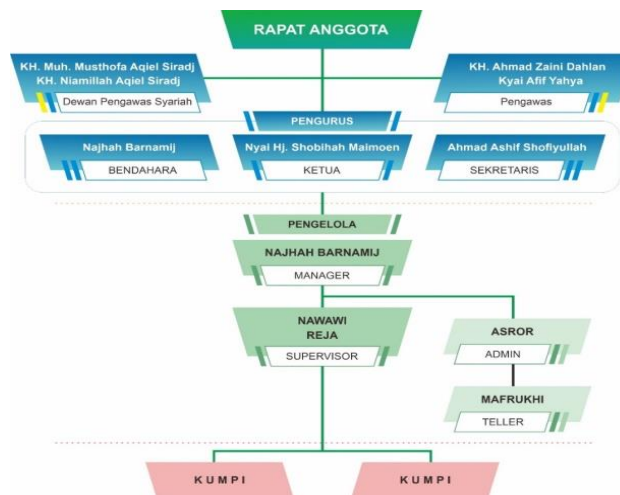 RAPAT ANGGOTA
KH. Muh. Musthofa Aqiel Siradj
KH. Niamillah Aqiel Siradj
Dewan Pengawas Syariah
KH. Ahmad Zaini Dahlan
Kyai Afif Yahya
Pengawas
PENGURUS
Najhah Barnamij
BENDAHARA
Nyai Hj. Shobihah Maimoen
KETUA
Ahmad Ashif Shofiyullah
SEKRETARIS
PENGELOLA
NAJHAH BARNAMIJ
MANAGER
NAWAWI
REJA
SUPERVISOR
ASROR
ADMIN
MAFRUKHI
TELLER
KUMPI
KUMPI